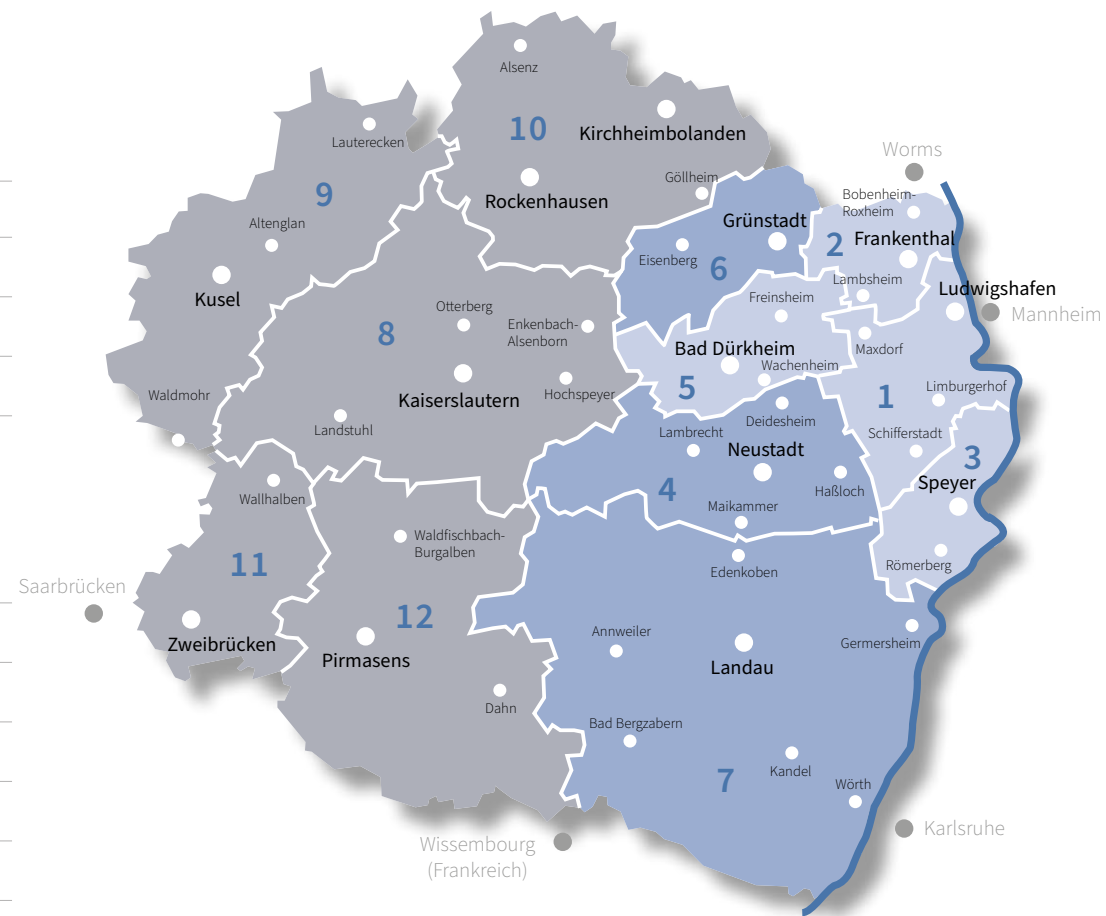 Alsenz
10
Kirchheimbolanden
Lauterecken
Worms
Göllheim
9
Rockenhausen
Bobenheim-
Roxheim
Altenglan
Grünstadt
2
Frankenthal
Eisenberg
6
Lambsheim
Kusel
Freinsheim
Ludwigshafen
Otterberg
Mannheim
8
Enkenbach-
Alsenborn
Bad Dürkheim
Maxdorf
Wachenheim
5
Limburgerhof
Waldmohr
Kaiserslautern
Hochspeyer
1
Landstuhl
Deidesheim
Lambrecht
Schifferstadt
Neustadt
3
Speyer
Wallhalben
4
Haßloch
Maikammer
Waldfischbach-
Burgalben
11
Edenkoben
Römerberg
Saarbrücken
12
Annweiler
Zweibrücken
Germersheim
Pirmasens
Landau
Dahn
Bad Bergzabern
7
Kandel
Wörth
Karlsruhe
Wissembourg
(Frankreich)